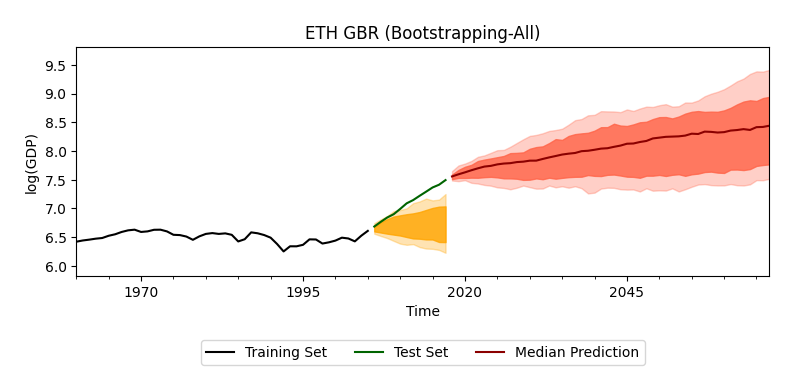 ETH GBR (Bootstrapping-All)
9.5
9.0
8.5
8.0
7.5
7.0
6.5
6.0
log(GDP)
1970 1995 2020 2045
Time
Training Set Test Set Median Prediction